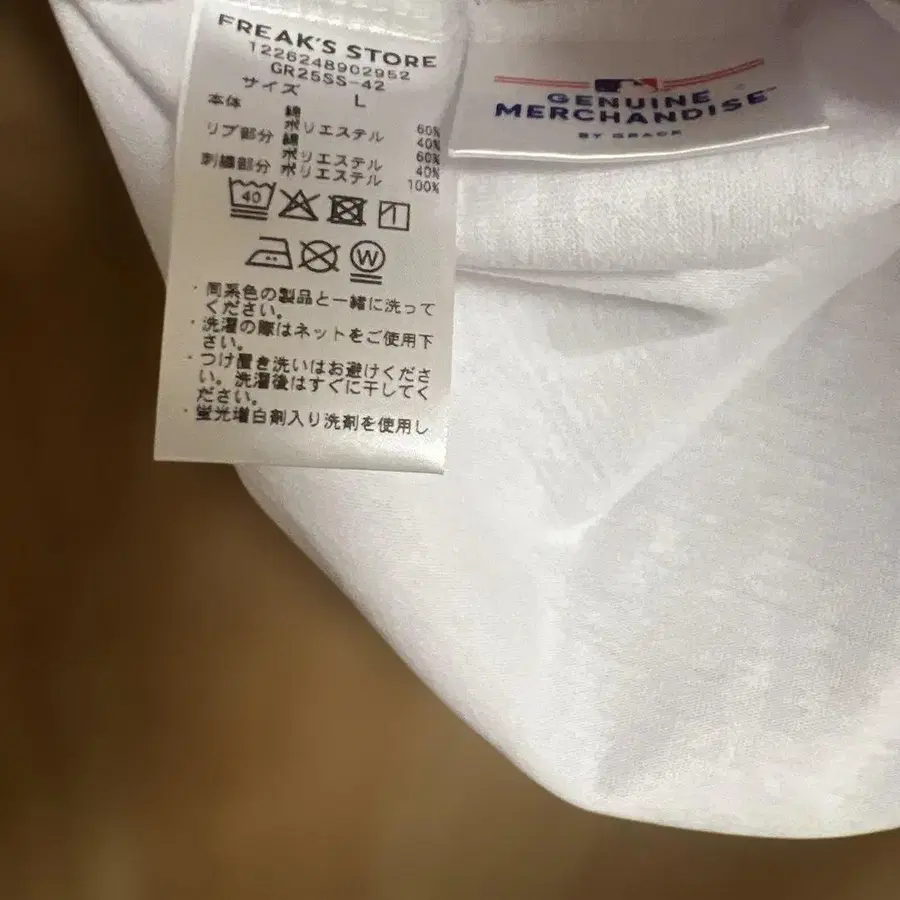 FREAK'S STORE
1226248902952
GR25SS-42
サイズ L
本体 綿 60%
ポリエステル 40%
リブ部分 綿 60%
ポリエステル 40%
刺繍部分 ポリエステル 100%
40
W
・同系色の製品と一緒に洗って
ください。
・洗濯の際はネットをご使用下
さい。
・つけ置き洗いはお避けくださ
い。洗濯後はすぐに干してく
ださい。
・蛍光増白剤入り洗剤を使用し
GENUINE
MERCHANDISE™
BY GRACE